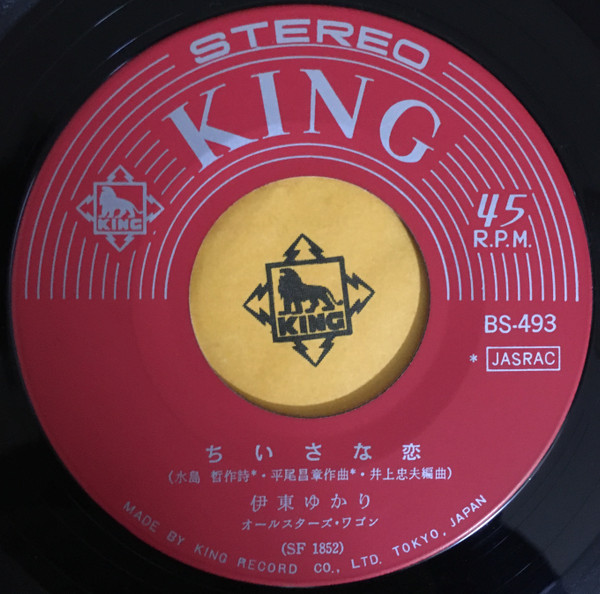 STEREO
KING
KING
45
R.P.M.
KING
BS-493
* JASRAC
ちいさな恋
(水島 哲作詩*・平尾昌章作曲*・井上忠夫編曲)
伊東ゆかり
オールスターズ・ワゴン
(SF 1852)
MADE BY KING RECORD CO., LTD. TOKYO, JAPAN